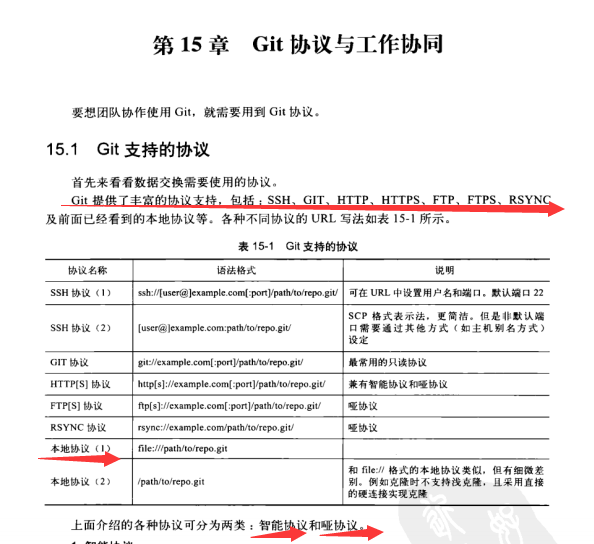 第 15 章 Git 协议与工作协同
要想团队协作使用 Git，就需要用到 Git 协议。
15.1 Git 支持的协议
首先来看看数据交换需要使用的协议。
Git 提供了丰富的协议支持，包括：SSH、GIT、HTTP、HTTPS、FTP、FTPS、RSYNC
及前面已经看到的本地协议等。各种不同协议的 URL 写法如表 15-1 所示。
表 15-1 Git 支持的协议
协议名称 语法格式 说明
SSH 协议（1） ssh://[user@]example.com[:port]/path/to/repo.git/ 可在 URL 中设置用户名和端口。默认端口 22
SSH 协议（2） [user@]example.com:path/to/repo.git/ SCP 格式表示法，更简洁。但是非默认端
口需要通过其他方式（如主机别名方式）
设定
GIT 协议 git://example.com[:port]/path/to/repo.git/ 最常用的只读协议
HTTP[S] 协议 http[s]://example.com[:port]/path/to/repo.git/ 兼有智能协议和哑协议
FTP[S] 协议 ftp[s]://example.com[:port]/path/to/repo.git/ 哑协议
RSYNC 协议 rsync://example.com/path/to/repo.git/ 哑协议
本地协议（1） file:///path/to/repo.git
本地协议（2） /path/to/repo.git 和 file:// 格式的本地协议类似，但有细微差
别。例如克隆时不支持浅克隆，且采用直接
的硬连接实现克隆
上面介绍的各种协议可分为两类：智能协议和哑协议。